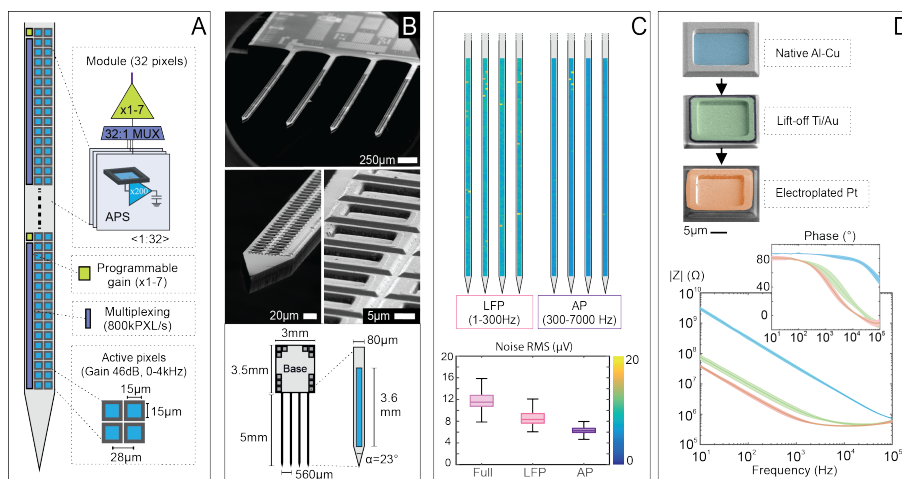 A
Module (32 pixels)
x1-7
32:1 MUX
x200
APS
<1:32>
Programmable
gain (x1-7)
Multiplexing
(800kPXL/s)
Active pixels
(Gain 46dB, 0-4kHz)
15μm
15μm
28μm
B
250μm
20μm
5μm
3mm
80μm
3.5mm
Base
3.6
mm
5mm
α=23°
560μm
C
LFP
(1-300Hz)
AP
(300-7000 Hz)
Noise RMS (μV)
20
16
12
8
4
0
Full
LFP
AP
20
0
D
Native Al-Cu
Lift-off Ti/Au
Electroplated Pt
5μm
Phase (°)
80
40
0
10¹
10²
10³
10⁴
10⁵
|Z| (Ω)
10¹⁰
10⁹
10⁸
10⁷
10⁶
10⁵
10¹
10²
10³
10⁴
10⁵
Frequency (Hz)